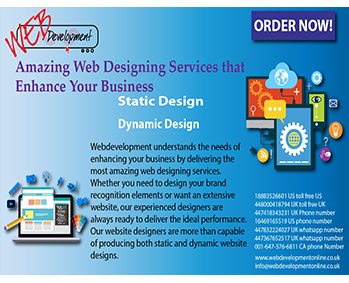 WEB
Development
ORDER NOW!
Amazing Web Designing Services that
Enhance Your Business
Static Design
Dynamic Design
Webdevelopment understands the needs of
enhancing your business by delivering the
most amazing web designing services.
Whether you need to design your brand
recognition elements or want an extensive
website, our experienced designers are
always ready to deliver the ideal performance.
Our website designers are more than capable
of producing both static and dynamic website
designs.
18883526601 US toll free US
448000418794 UK toll free UK
447418343231 UK phone number
16469165519 US phone number
447832224027 UK whatsapp number
447367652517 UK whatsapp number
001-647-376-6811 CA phone Number
www.webdevelopmentonline.co.uk
info@webdevelopmentonline.co.uk